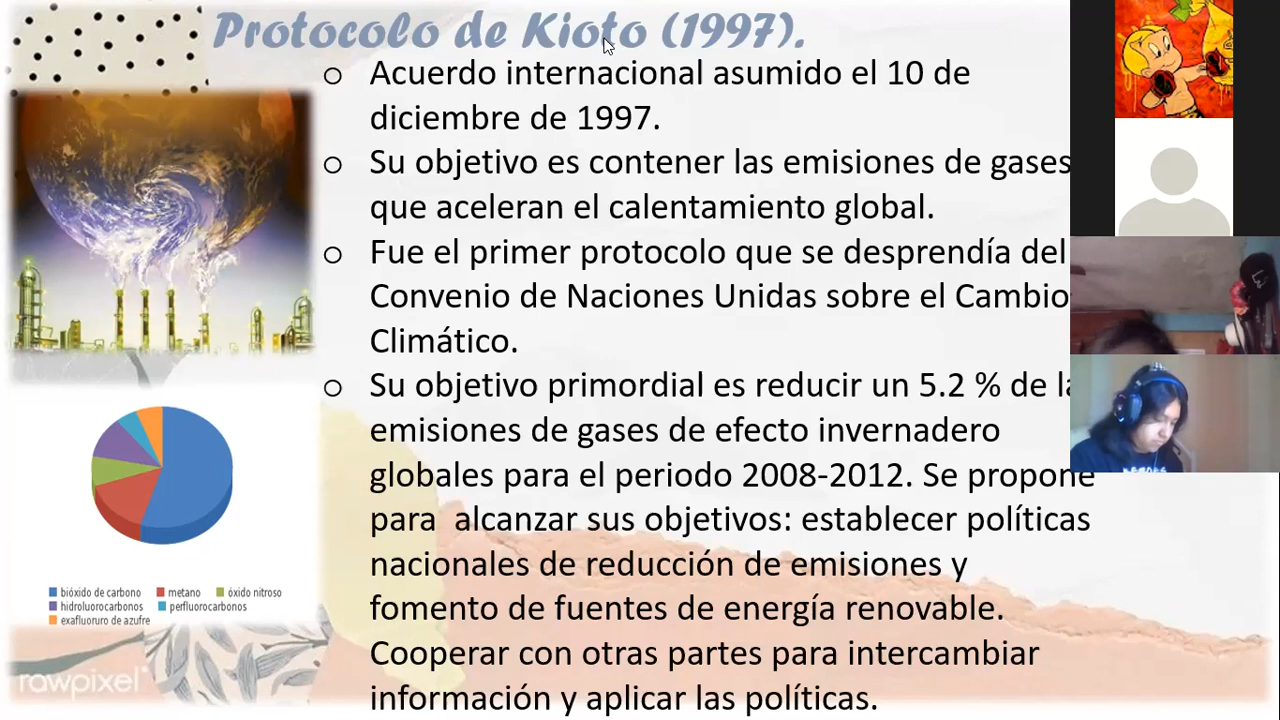 Protocolo de Kioto (1997).
o Acuerdo internacional asumido el 10 de
diciembre de 1997.
o Su objetivo es contener las emisiones de gases
que aceleran el calentamiento global.
o Fue el primer protocolo que se desprendía del
Convenio de Naciones Unidas sobre el Cambio
Climático.
o Su objetivo primordial es reducir un 5.2 % de
emisiones de gases de efecto invernadero
globales para el periodo 2008-2012. Se propone
para alcanzar sus objetivos: establecer políticas
nacionales de reducción de emisiones y
fomento de fuentes de energía renovable.
Cooperar con otras partes para intercambiar
información y aplicar las políticas.
bióxido de carbono metano óxido nitroso
hidroluorocarbonos perfluorocarbonos
exafluoruro de azufre
rawpixel